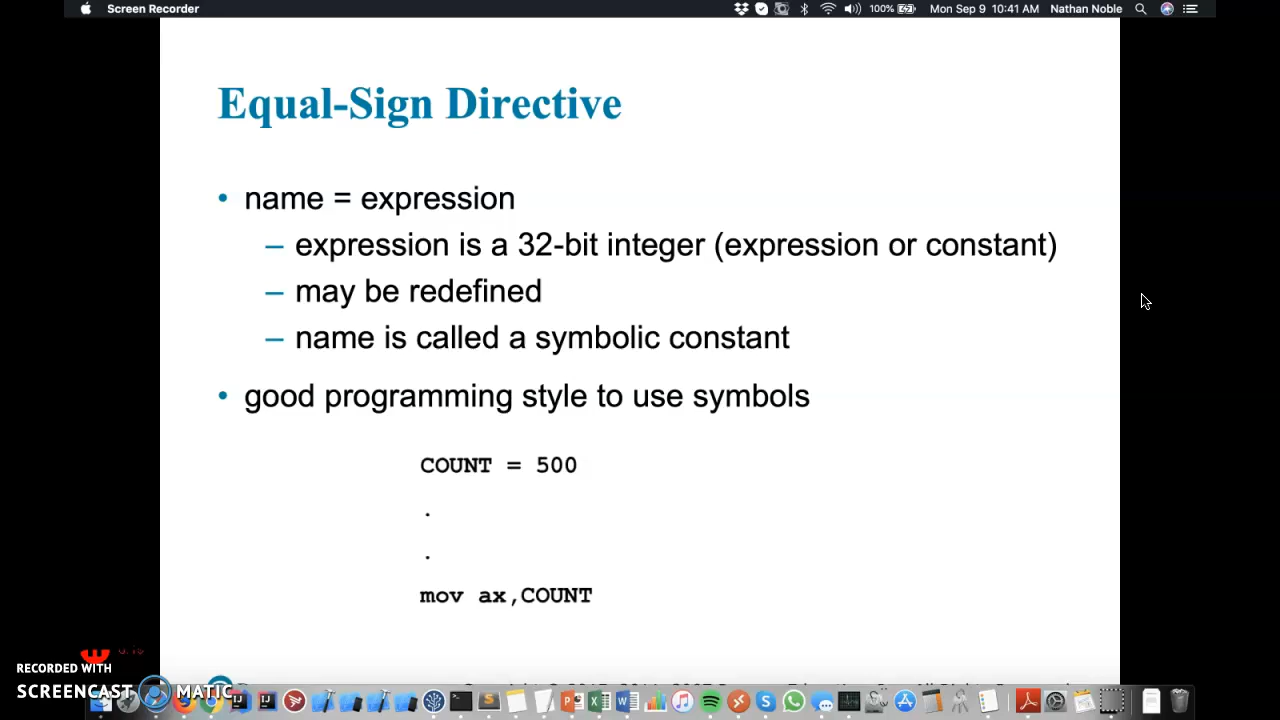 Screen Recorder
100%
Mon Sep 9 10:41 AM
Nathan Noble
Equal-Sign Directive
• name = expression
– expression is a 32-bit integer (expression or constant)
– may be redefined
– name is called a symbolic constant
• good programming style to use symbols
COUNT = 500
.
.
mov ax,COUNT
RECORDED WITH
SCREENCAST MATIC